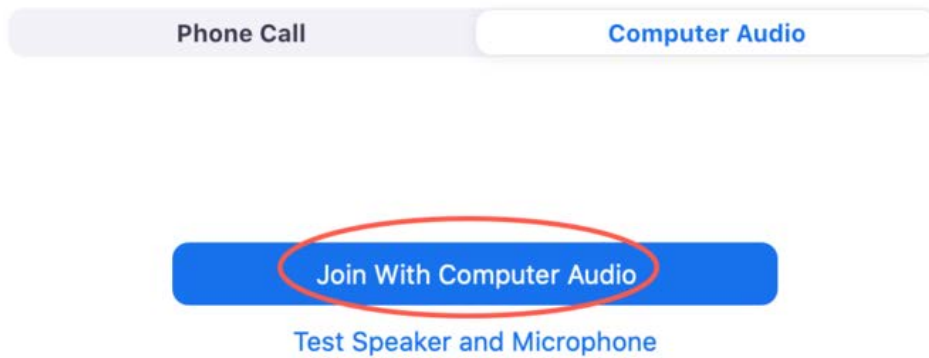 Phone Call
Computer Audio
Join With Computer Audio
Test Speaker and Microphone